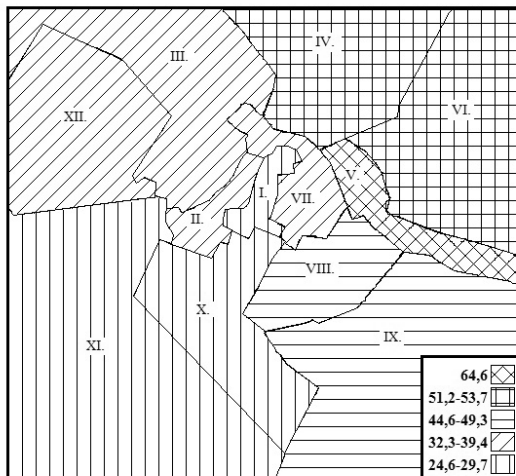 III.
IV.
VI.
XII.
V.
I.
II.
VII.
VIII.
X.
IX.
XI.
64,6
51,2-53,7
44,6-49,3
32,3-39,4
24,6-29,7